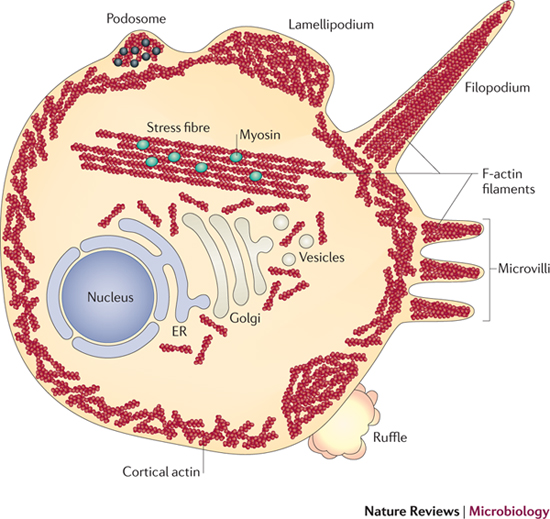 Podosome
Lamellipodium
Filopodium
Stress fibre
Myosin
F-actin
filaments
Vesicles
Microvilli
Nucleus
Golgi
ER
Ruffle
Cortical actin
Nature Reviews | Microbiology